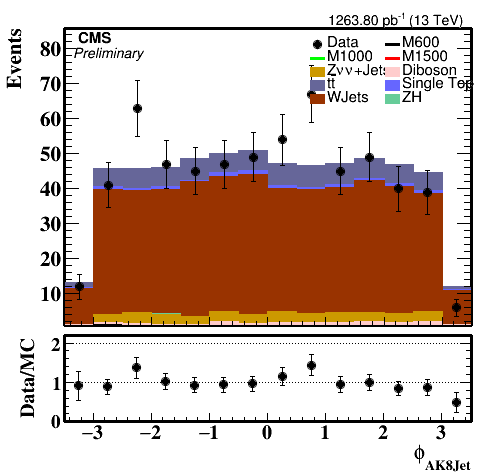 1263.80 pb⁻¹ (13 TeV)
CMS
Preliminary
Data
M600
M1000
M1500
Zνν+Jets
Diboson
tt
Single Top
WJets
ZH
Events
80
70
60
50
40
30
20
10
Data/MC
2
1
0
−3 −2 −1 0 1 2 3
ϕ AK8Jet